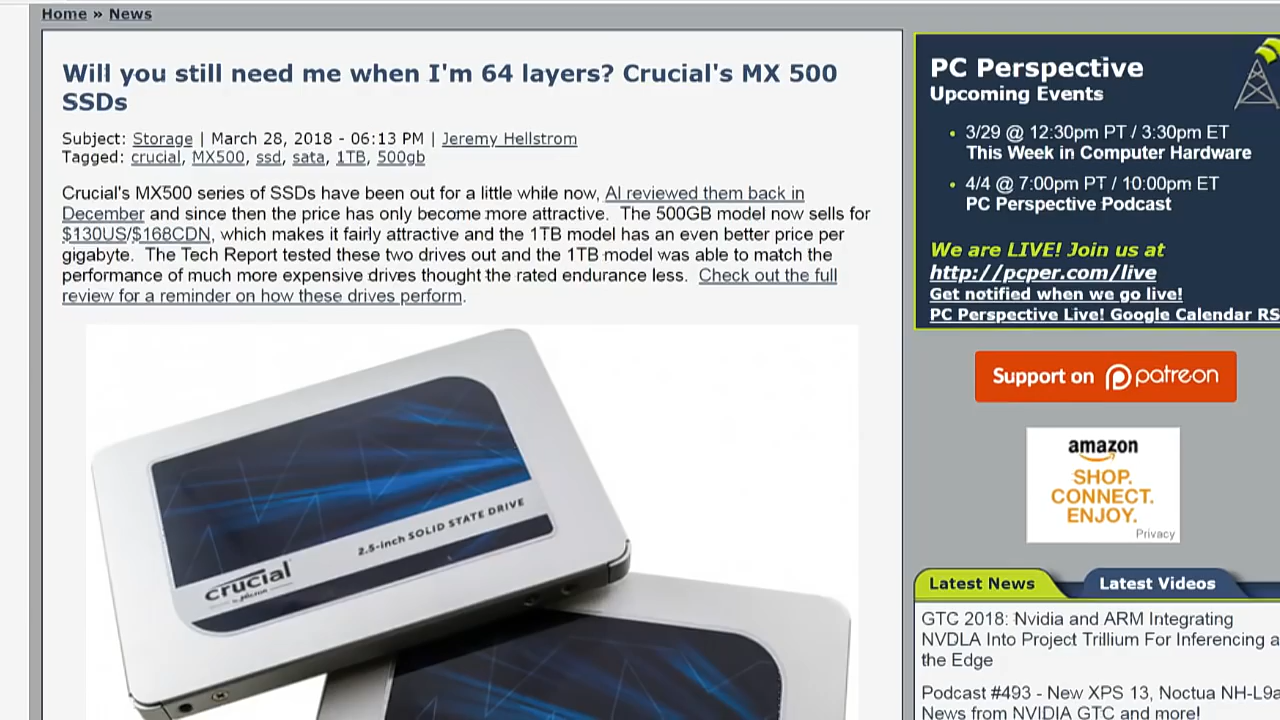 Home » News
Will you still need me when I'm 64 layers? Crucial's MX 500
SSDs
Subject: Storage | March 28, 2018 - 06:13 PM | Jeremy Hellstrom
Tagged: crucial, MX500, ssd, sata, 1TB, 500gb
Crucial's MX500 series of SSDs have been out for a little while now, Al reviewed them back in
December and since then the price has only become more attractive. The 500GB model now sells for
$130US/$168CDN, which makes it fairly attractive and the 1TB model has an even better price per
gigabyte. The Tech Report tested these two drives out and the 1TB model was able to match the
performance of much more expensive drives thought the rated endurance less. Check out the full
review for a reminder on how these drives perform.
2.5-inch SOLID STATE DRIVE
crucial
by Micron
PC Perspective
Upcoming Events
• 3/29 @ 12:30pm PT / 3:30pm ET
This Week in Computer Hardware
• 4/4 @ 7:00pm PT / 10:00pm ET
PC Perspective Podcast
We are LIVE! Join us at
http://pcper.com/live
Get notified when we go live!
PC Perspective Live! Google Calendar RS
Support on patreon
amazon
SHOP.
CONNECT.
ENJOY.
Privacy
Latest News
Latest Videos
GTC 2018: Nvidia and ARM Integrating
NVDLA Into Project Trillium For Inferencing a
the Edge
Podcast #493 - New XPS 13, Noctua NH-L9a
News from NVIDIA GTC and more!